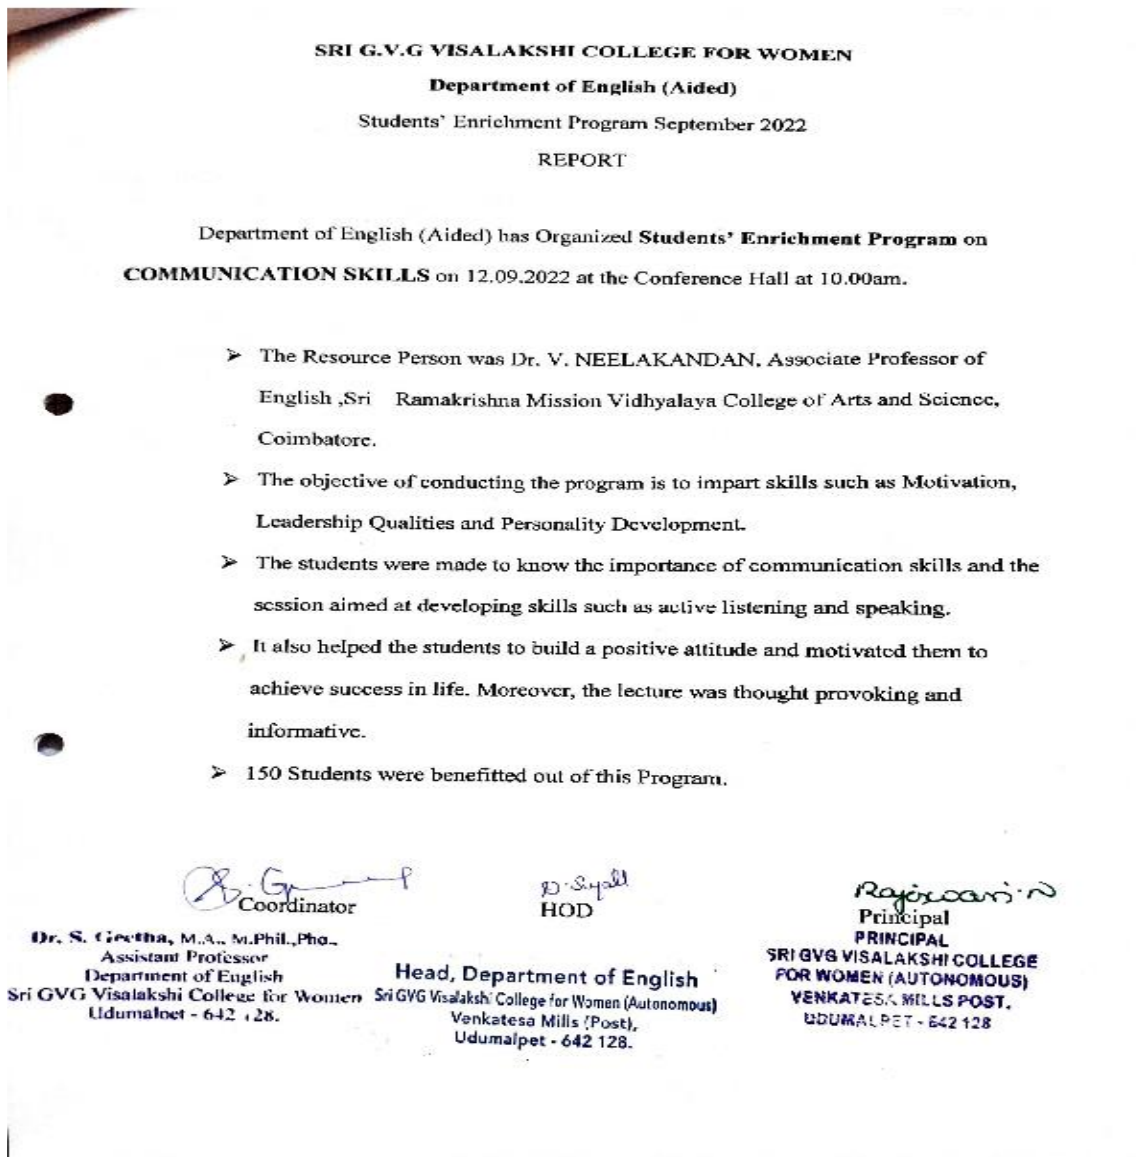 SRI G.V.G VISALAKSHI COLLEGE FOR WOMEN
Department of English (Aided)
Students' Enrichment Program September 2022
REPORT
Department of English (Aided) has Organized Students' Enrichment Program on
COMMUNICATION SKILLS on 12.09.2022 at the Conference Hall at 10.00am.
➢ The Resource Person was Dr. V. NEELAKANDAN, Associate Professor of
English ,Sri Ramakrishna Mission Vidhyalaya College of Arts and Science,
Coimbatore.
➢ The objective of conducting the program is to impart skills such as Motivation,
Leadership Qualities and Personality Development.
➢ The students were made to know the importance of communication skills and the
session aimed at developing skills such as active listening and speaking.
➢ It also helped the students to build a positive attitude and motivated them to
achieve success in life. Moreover, the lecture was thought provoking and
informative.
➢ 150 Students were benefitted out of this Program.
Coordinator
Dr. S. Geetha, M.A., M.Phil.,PhD.,
Assistant Professor
Department of English
Sri GVG Visalakshi College for Women
Udumalpet - 642 128.
HOD
Head, Department of English
Sri GVG Visalakshi College for Women (Autonomous)
Venkatesa Mills (Post),
Udumalpet - 642 128.
Rajeswari. N
Principal
PRINCIPAL
SRI GVG VISALAKSHI COLLEGE
FOR WOMEN (AUTONOMOUS)
VENKATESA MILLS POST.
UDUMALPET - 642 128